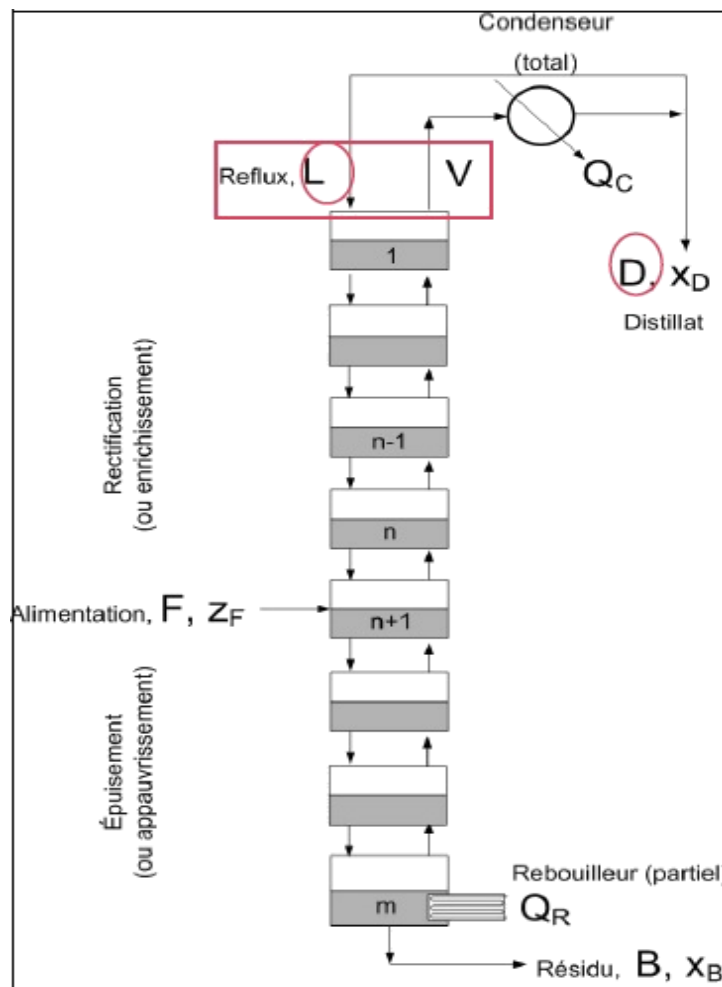 Condenseur
(total)
Reflux, L
V
QC
1
D, xD
Distillat
Rectification
(ou enrichissement)
n-1
n
Alimentation, F, zF
n+1
Épuisement
(ou appauvrissement)
Rebouilleur (partiel)
m
QR
Résidu, B, xB